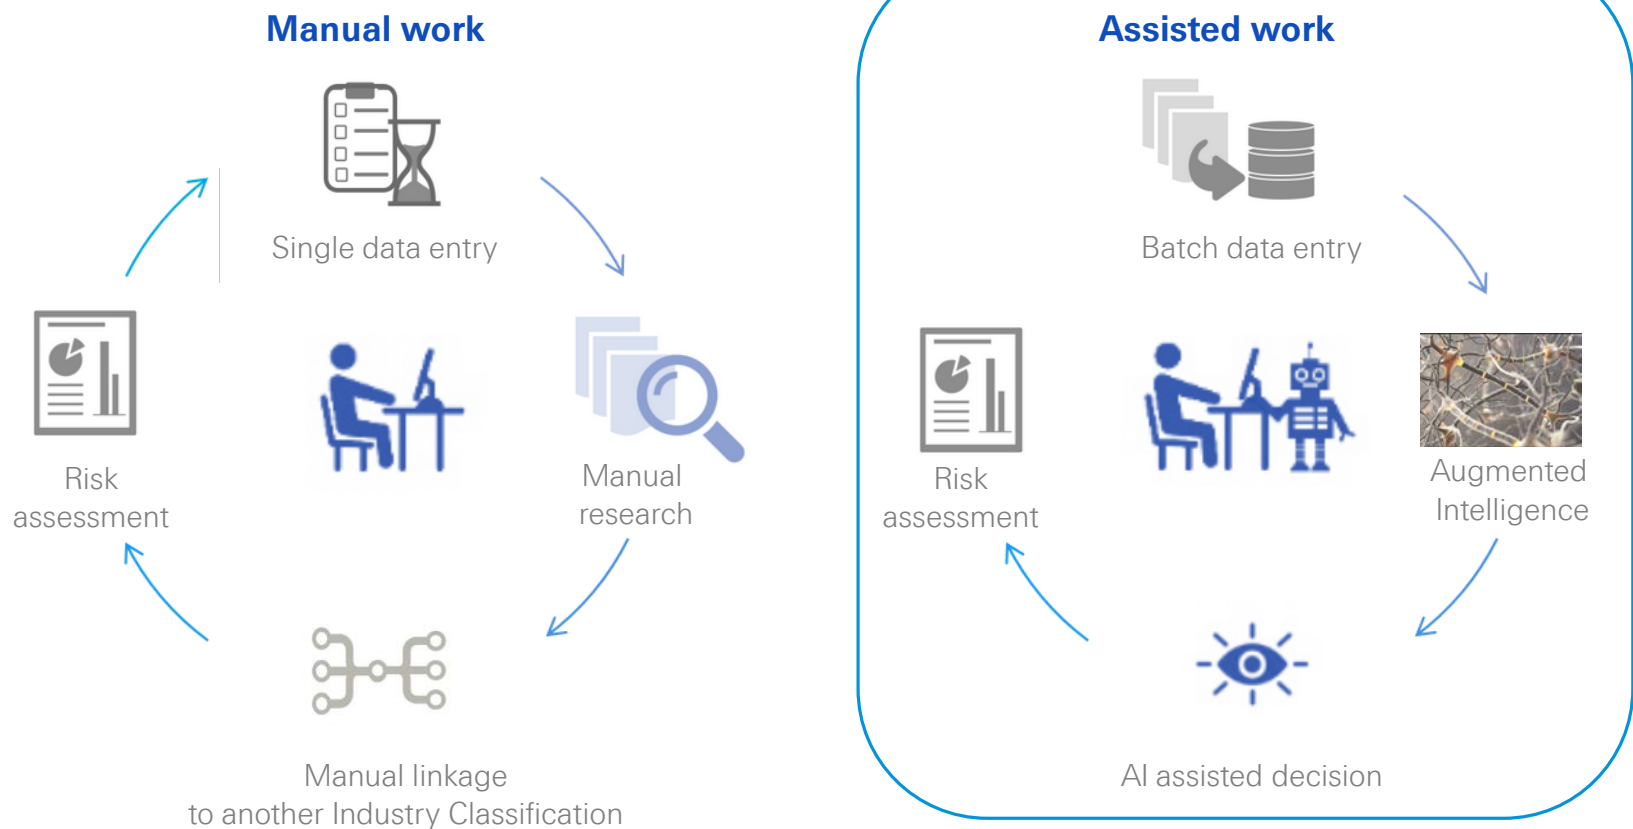 Manual work
Single data entry
Manual
research
Manual linkage
to another Industry Classification
Risk
assessment
Assisted work
Batch data entry
Augmented
Intelligence
AI assisted decision
Risk
assessment